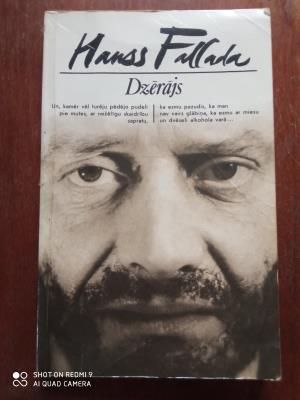 Hanss Fallada
Dzērājs
Un, kamēr vēl turēju pēdējo pudeli
pie mutes, ar nežēlīgu skaidrību
sapratu,
ka esmu pazudis, ka man
nav vairs glābiņa, ka esmu ar miesu
un dvēseli alkohola varā...
SHOT ON REDMI 9
AI QUAD CAMERA